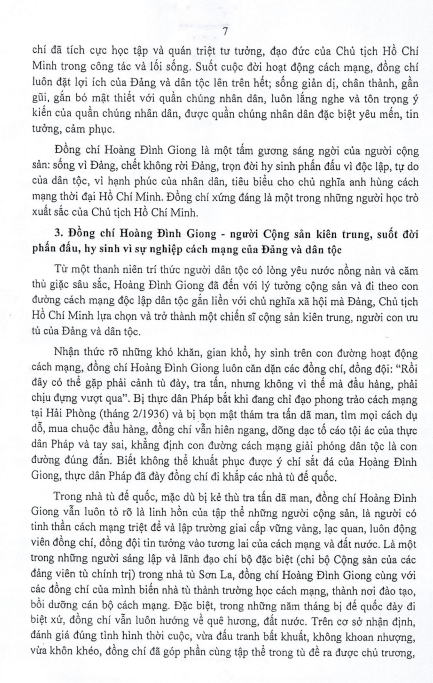 7
chí đã tích cực học tập và quán triệt tư tưởng, đạo đức của Chủ tịch Hồ Chí
Minh trong công tác và lối sống. Suốt cuộc đời hoạt động cách mạng, đồng chí
luôn đặt lợi ích của Đảng và dân tộc lên trên hết; sống giản dị, chân thành, gần
gũi, gắn bó mật thiết với quần chúng nhân dân, luôn lắng nghe và tôn trọng ý
kiến của quần chúng nhân dân, được quần chúng nhân dân đặc biệt yêu mến, tin
tưởng, cảm phục.
Đồng chí Hoàng Đình Giong là một tấm gương sáng ngời của người cộng
sản: sống vì Đảng, chết không rời Đảng, trọn đời hy sinh phấn đấu vì độc lập, tự do
của dân tộc, vì hạnh phúc của nhân dân, tiêu biểu cho chủ nghĩa anh hùng cách
mạng thời đại Hồ Chí Minh. Đồng chí xứng đáng là một trong những người học trò
xuất sắc của Chủ tịch Hồ Chí Minh.
3. Đồng chí Hoàng Đình Giong - người Cộng sản kiên trung, suốt đời
phấn đấu, hy sinh vì sự nghiệp cách mạng của Đảng và dân tộc
Từ một thanh niên trí thức người dân tộc có lòng yêu nước nồng nàn và căm
thù giặc sâu sắc, Hoàng Đình Giong đã đến với lý tưởng cộng sản và đi theo con
đường cách mạng độc lập dân tộc gắn liền với chủ nghĩa xã hội mà Đảng, Chủ tịch
Hồ Chí Minh lựa chọn và trở thành một chiến sĩ cộng sản kiên trung, người con ưu
tú của Đảng và dân tộc.
Nhận thức rõ những khó khăn, gian khổ, hy sinh trên con đường hoạt động
cách mạng, đồng chí Hoàng Đình Giong luôn căn dặn các đồng chí, đồng đội: “Rồi
đây có thể gặp phải cảnh tù đày, tra tấn, nhưng không vì thế mà đầu hàng, phải
chịu đựng vượt qua”. Bị thực dân Pháp bắt khi đang chỉ đạo phong trào cách mạng
tại Hải Phòng (tháng 2/1936) và bị bọn mật thám tra tấn dã man, tìm mọi cách dụ
dỗ, mua chuộc đầu hàng, đồng chí vẫn hiên ngang, dõng dạc tố cáo tội ác của thực
dân Pháp và tay sai, khẳng định con đường cách mạng giải phóng dân tộc là con
đường đúng đắn. Biết không thể khuất phục được ý chí sắt đá của Hoàng Đình
Giong, thực dân Pháp đã đày đồng chí đi khắp các nhà tù đế quốc.
Trong nhà tù đế quốc, mặc dù bị kẻ thù tra tấn dã man, đồng chí Hoàng Đình
Giong vẫn luôn tỏ rõ là linh hồn của tập thể những người cộng sản, là người có
tinh thần cách mạng triệt để và lập trường giai cấp vững vàng, lạc quan, luôn động
viên đồng chí, đồng đội tin tưởng vào tương lai của cách mạng và đất nước. Là một
trong những người sáng lập và lãnh đạo chi bộ đặc biệt (chi bộ Cộng sản của các
đảng viên tù chính trị) trong nhà tù Sơn La, đồng chí Hoàng Đình Giong cùng với
các đồng chí của mình biến nhà tù thành trường học cách mạng, thành nơi đào tạo,
bồi dưỡng cán bộ cách mạng. Đặc biệt, trong những năm tháng bị đế quốc đày đi
biệt xứ, đồng chí vẫn luôn hướng về quê hương, đất nước. Trên cơ sở nhận định,
đánh giá đúng tình hình thời cuộc, vừa đấu tranh bất khuất, không khoan nhượng,
vừa khôn khéo, đồng chí đã góp phần cùng tập thể trong tù đề ra được chủ trương,